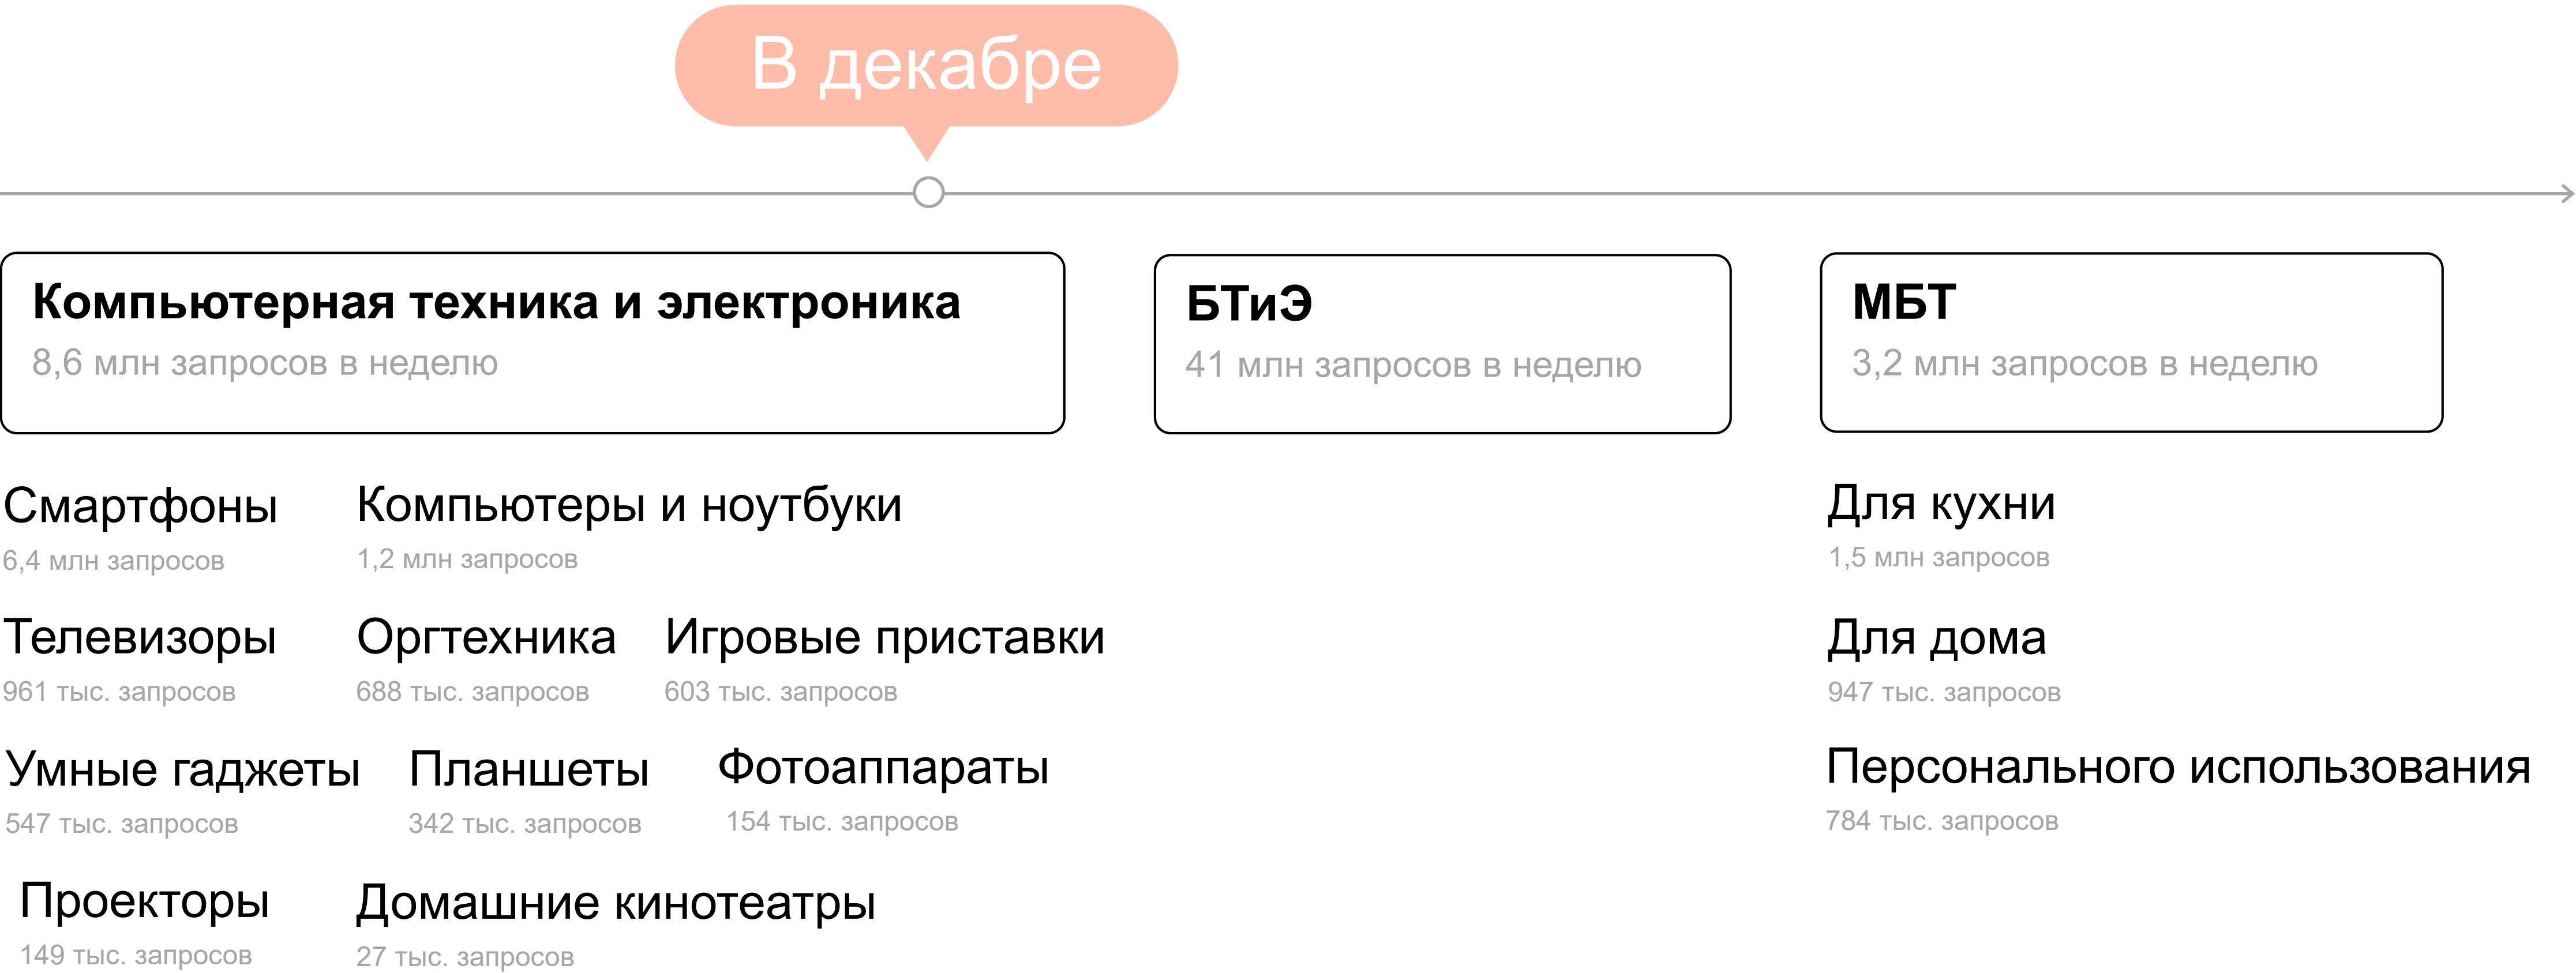 В декабре
Компьютерная техника и электроника
8,6 млн запросов в неделю
БТиЭ
41 млн запросов в неделю
МБТ
3,2 млн запросов в неделю
Смартфоны
6,4 млн запросов
Компьютеры и ноутбуки
1,2 млн запросов
Телевизоры
961 тыс. запросов
Оргтехника
688 тыс. запросов
Игровые приставки
603 тыс. запросов
Умные гаджеты
547 тыс. запросов
Планшеты
342 тыс. запросов
Фотоаппараты
154 тыс. запросов
Проекторы
149 тыс. запросов
Домашние кинотеатры
27 тыс. запросов
Для кухни
1,5 млн запросов
Для дома
947 тыс. запросов
Персонального использования
784 тыс. запросов